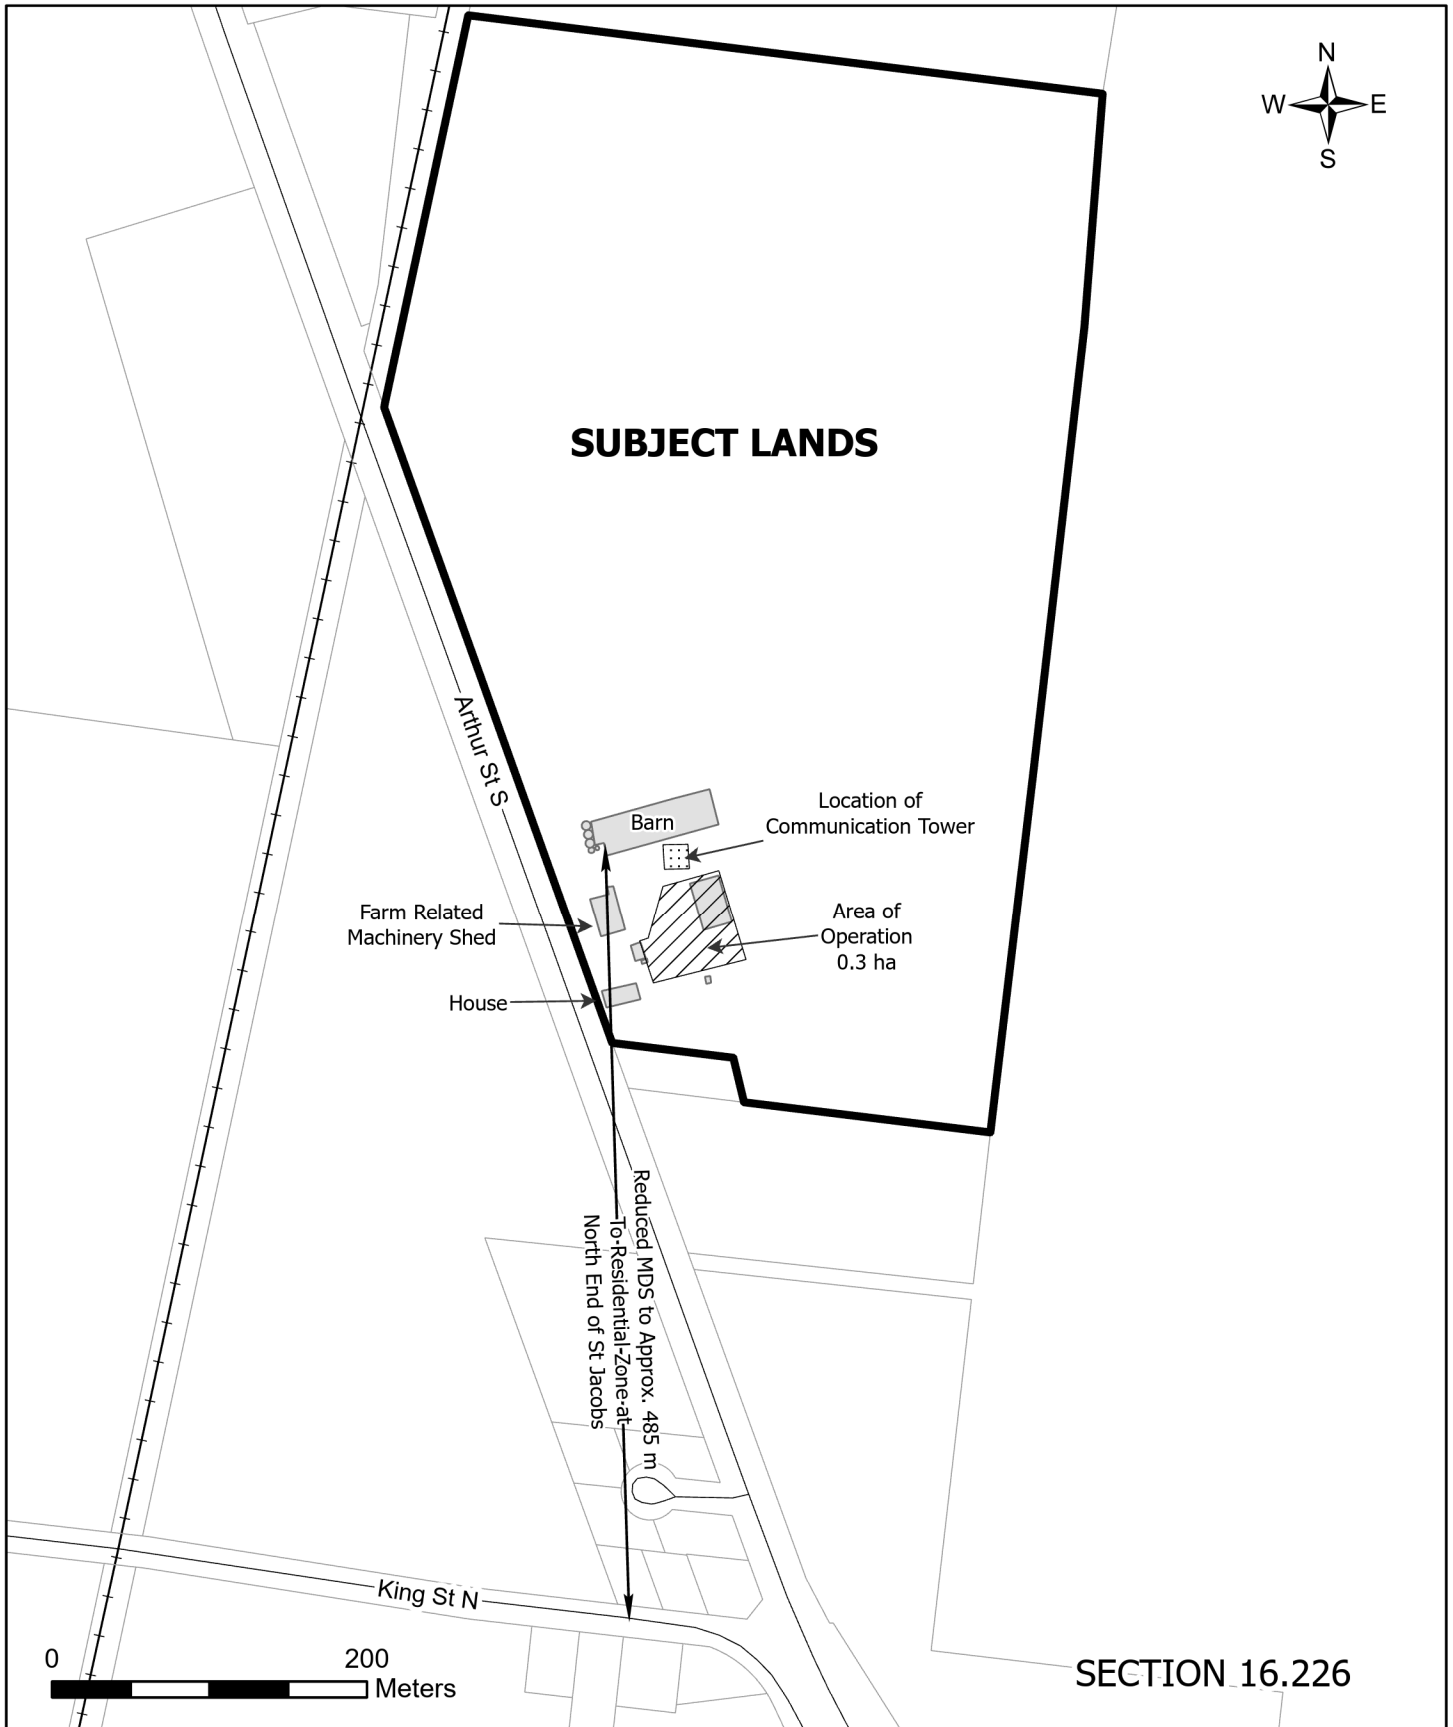 N
W E
S
SUBJECT LANDS
Arthur St S
Barn
Location of
Communication Tower
Farm Related
Machinery Shed
Area of
Operation
0.3 ha
House
Reduced MDS to Approx. 485 m
To Residential Zone at
North End of St Jacobs
King St N
0 200
Meters
SECTION 16.226